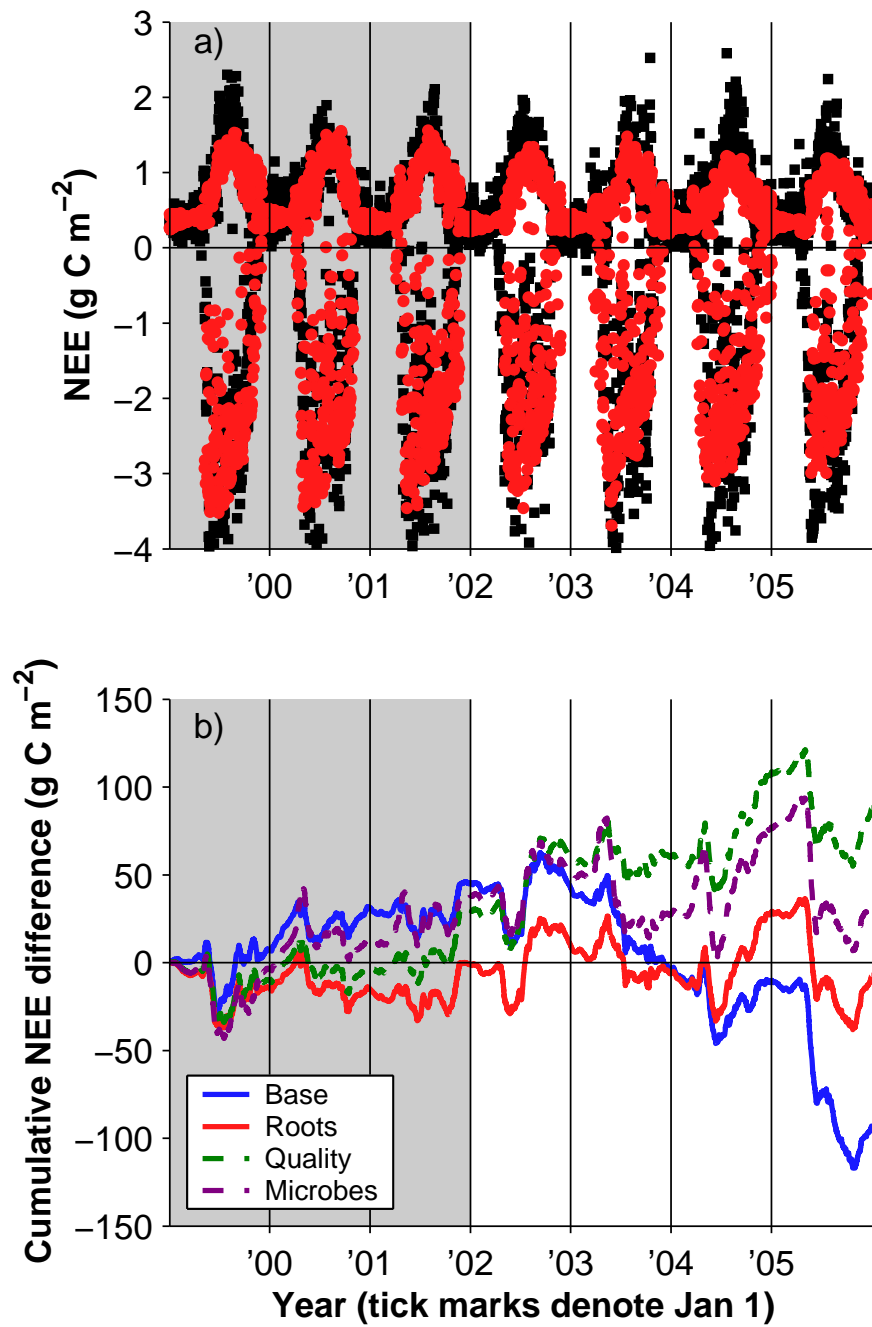 a)
NEE (g C m−2)
3
2
1
0
−1
−2
−3
−4
’00 ’01 ’02 ’03 ’04 ’05
b)
Cumulative NEE difference (g C m−2)
150
100
50
0
−50
−100
−150
Base
Roots
Quality
Microbes
’00 ’01 ’02 ’03 ’04 ’05
Year (tick marks denote Jan 1)